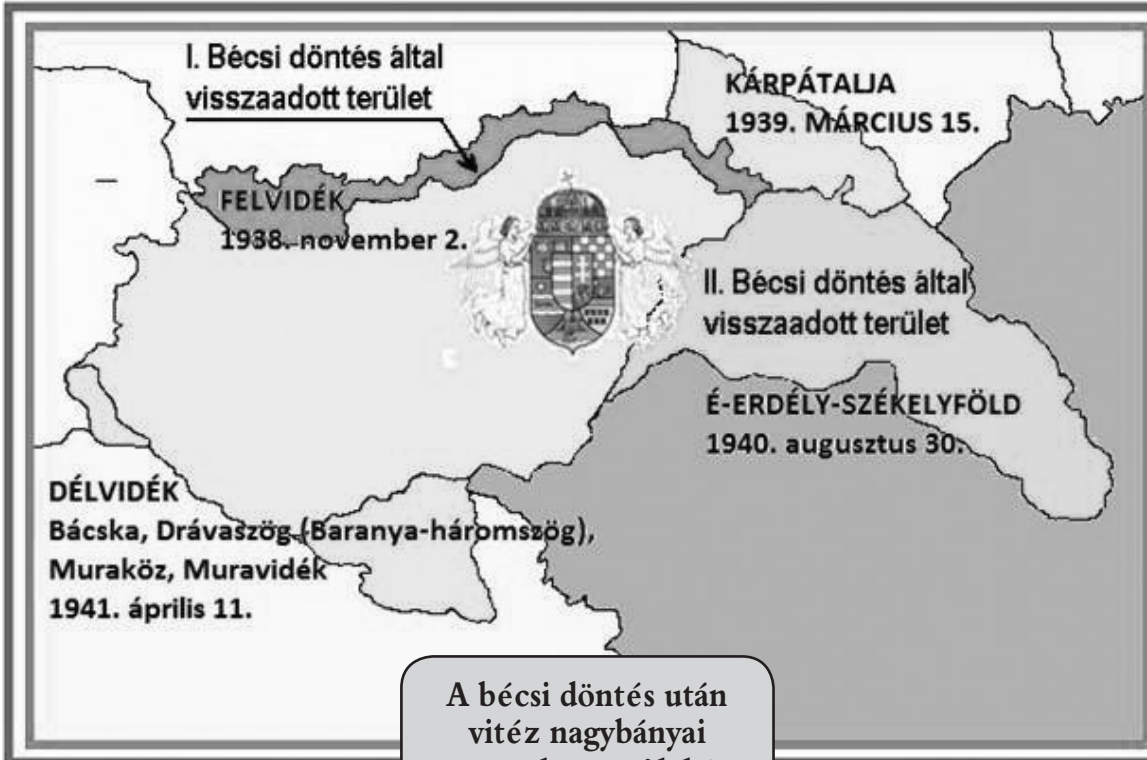 I. Bécsi döntés által
visszaadott terület
KÁRPÁTALJA
1939. MÁRCIUS 15.
FELVIDÉK
1938. november 2.
II. Bécsi döntés által
visszaadott terület
É-ERDÉLY-SZÉKELYFÖLD
1940. augusztus 30.
DÉLVIDÉK
Bácska, Drávaszög (Baranya-háromszög),
Muraköz, Muravidék
1941. április 11.
A bécsi döntés után
vitéz nagybányai